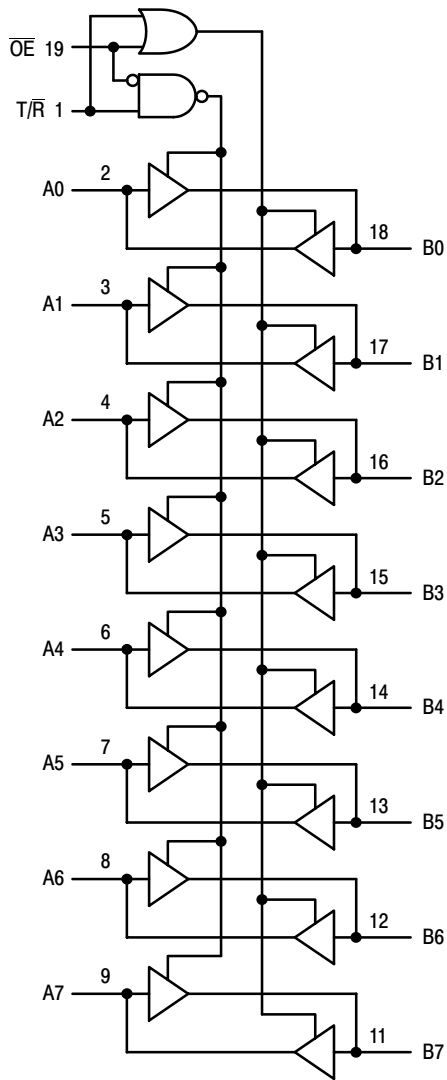 O͞E͞ 19
T/R͞ 1
A0 2
18 B0
A1 3
17 B1
A2 4
16 B2
A3 5
15 B3
A4 6
14 B4
A5 7
13 B5
A6 8
12 B6
A7 9
11 B7